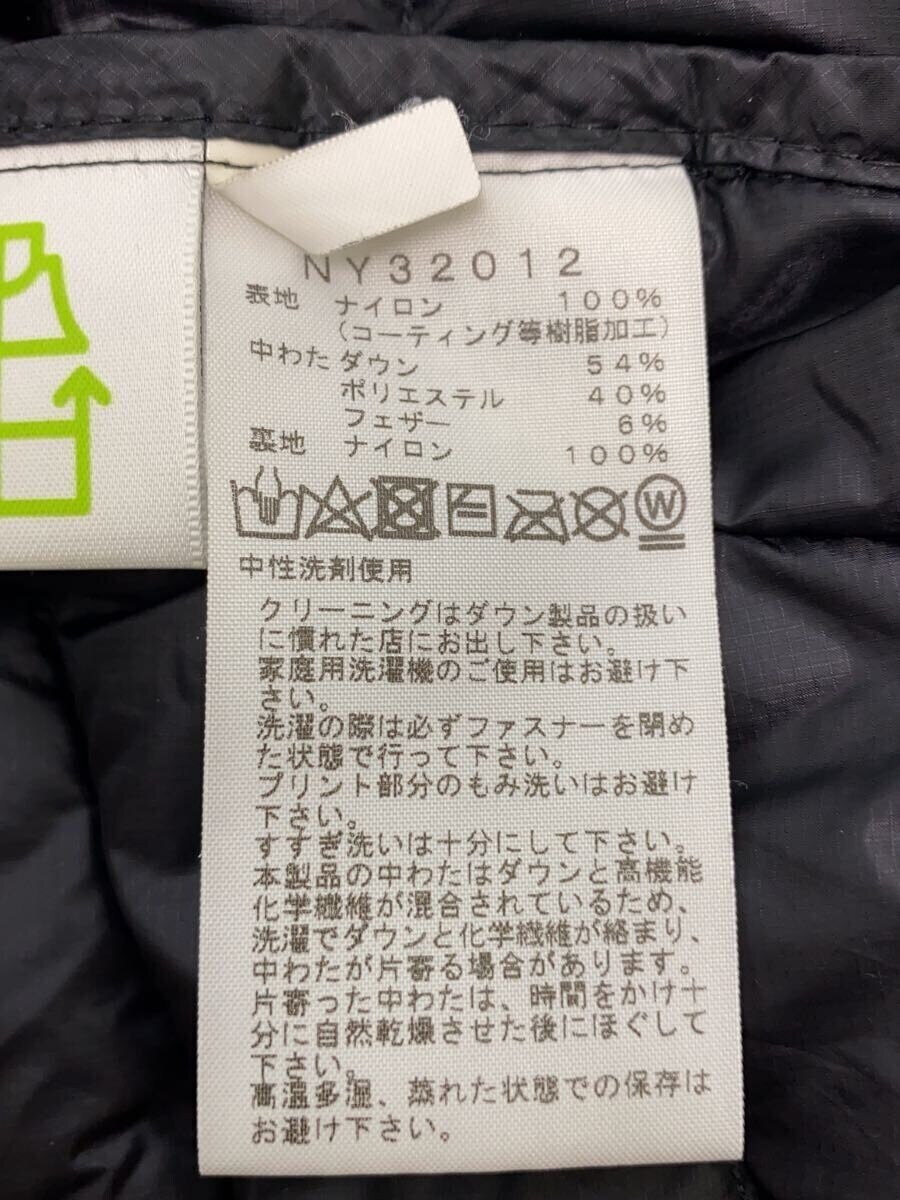 NY32012
表地 ナイロン 100%
(コーティング等樹脂加工)
中わた ダウン 54%
ポリエステル 40%
フェザー 6%
裏地 ナイロン 100%
W
中性洗剤使用
クリーニングはダウン製品の扱い
に慣れた店にお出し下さい。
家庭用洗濯機のご使用はお避け下
さい。
洗濯の際は必ずファスナーを閉め
た状態で行って下さい。
プリント部分のもみ洗いはお避け
下さい。
すすぎ洗いは十分にして下さい。
本製品の中わたはダウンと高機能
化学繊維が混合されているため、
洗濯でダウンと化学繊維が絡まり、
中わたが片寄る場合があります。
片寄った中わたは、時間をかけ十
分に自然乾燥させた後にほぐして
下さい。
高温多湿、蒸れた状態での保存は
お避け下さい。